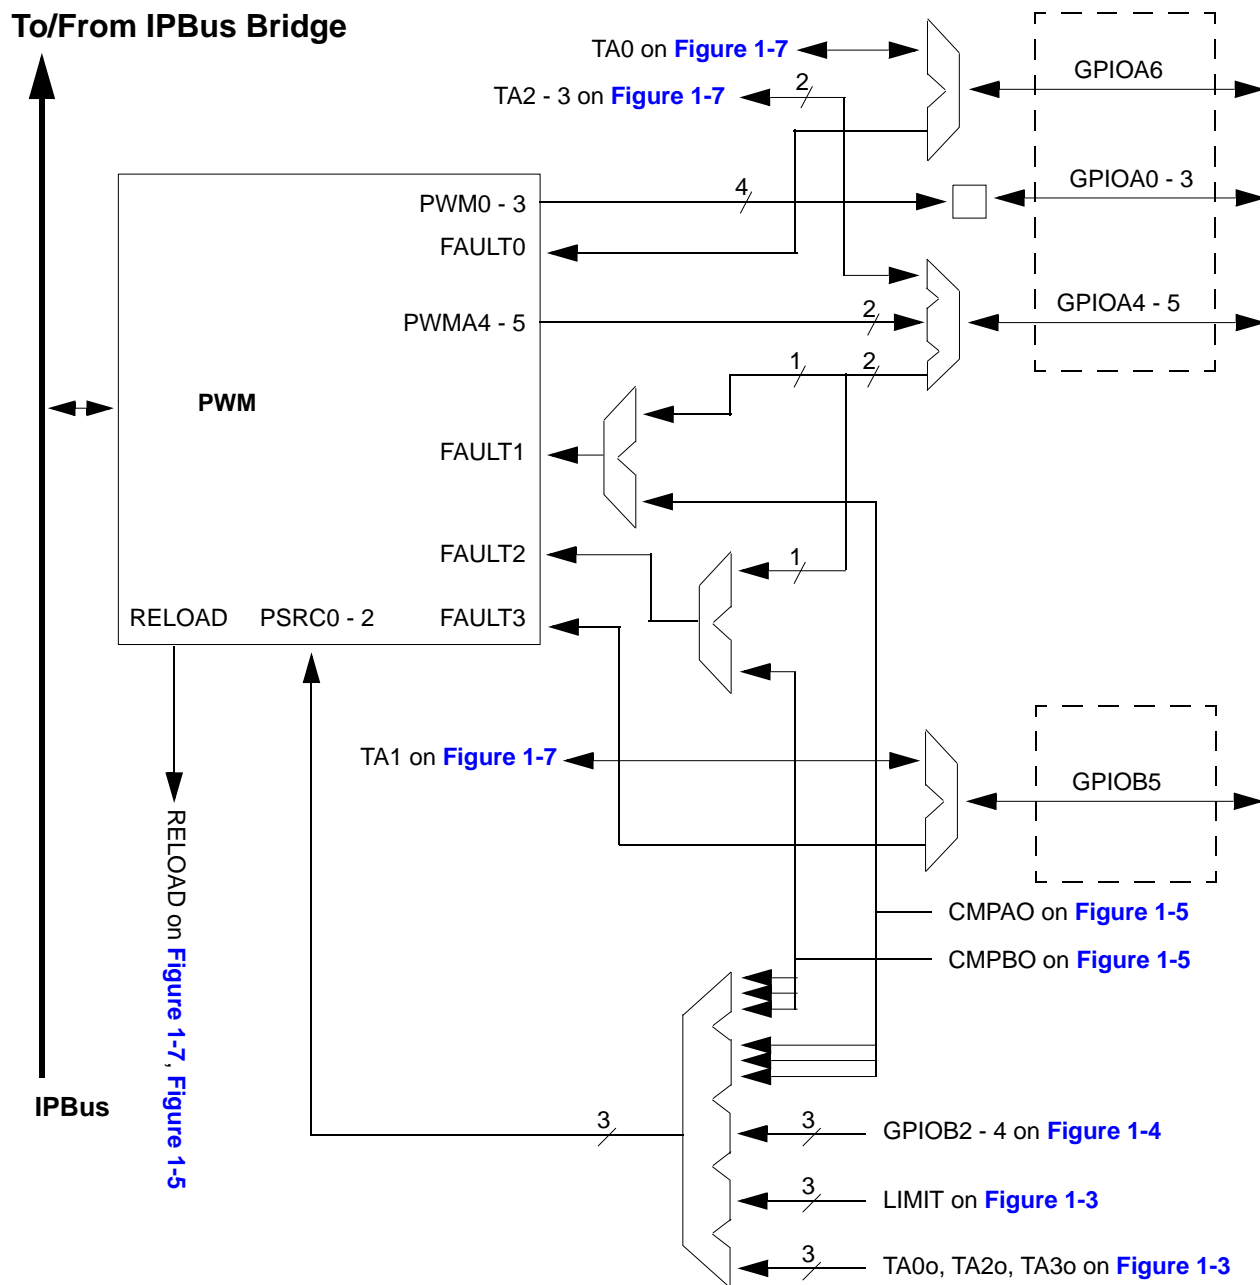 To/From IPBus Bridge
TA0 on Figure 1-7
GPIOA6
TA2 - 3 on Figure 1-7
2
PWM0 - 3
4
GPIOA0 - 3
FAULT0
PWMA4 - 5
2
GPIOA4 - 5
1
2
PWM
FAULT1
FAULT2
1
RELOAD
PSRC0 - 2
FAULT3
TA1 on Figure 1-7
GPIOB5
RELOAD on Figure 1-7, Figure 1-5
CMPAO on Figure 1-5
CMPBO on Figure 1-5
IPBus
3
3
GPIOB2 - 4 on Figure 1-4
3
LIMIT on Figure 1-3
3
TA0o, TA2o, TA3o on Figure 1-3